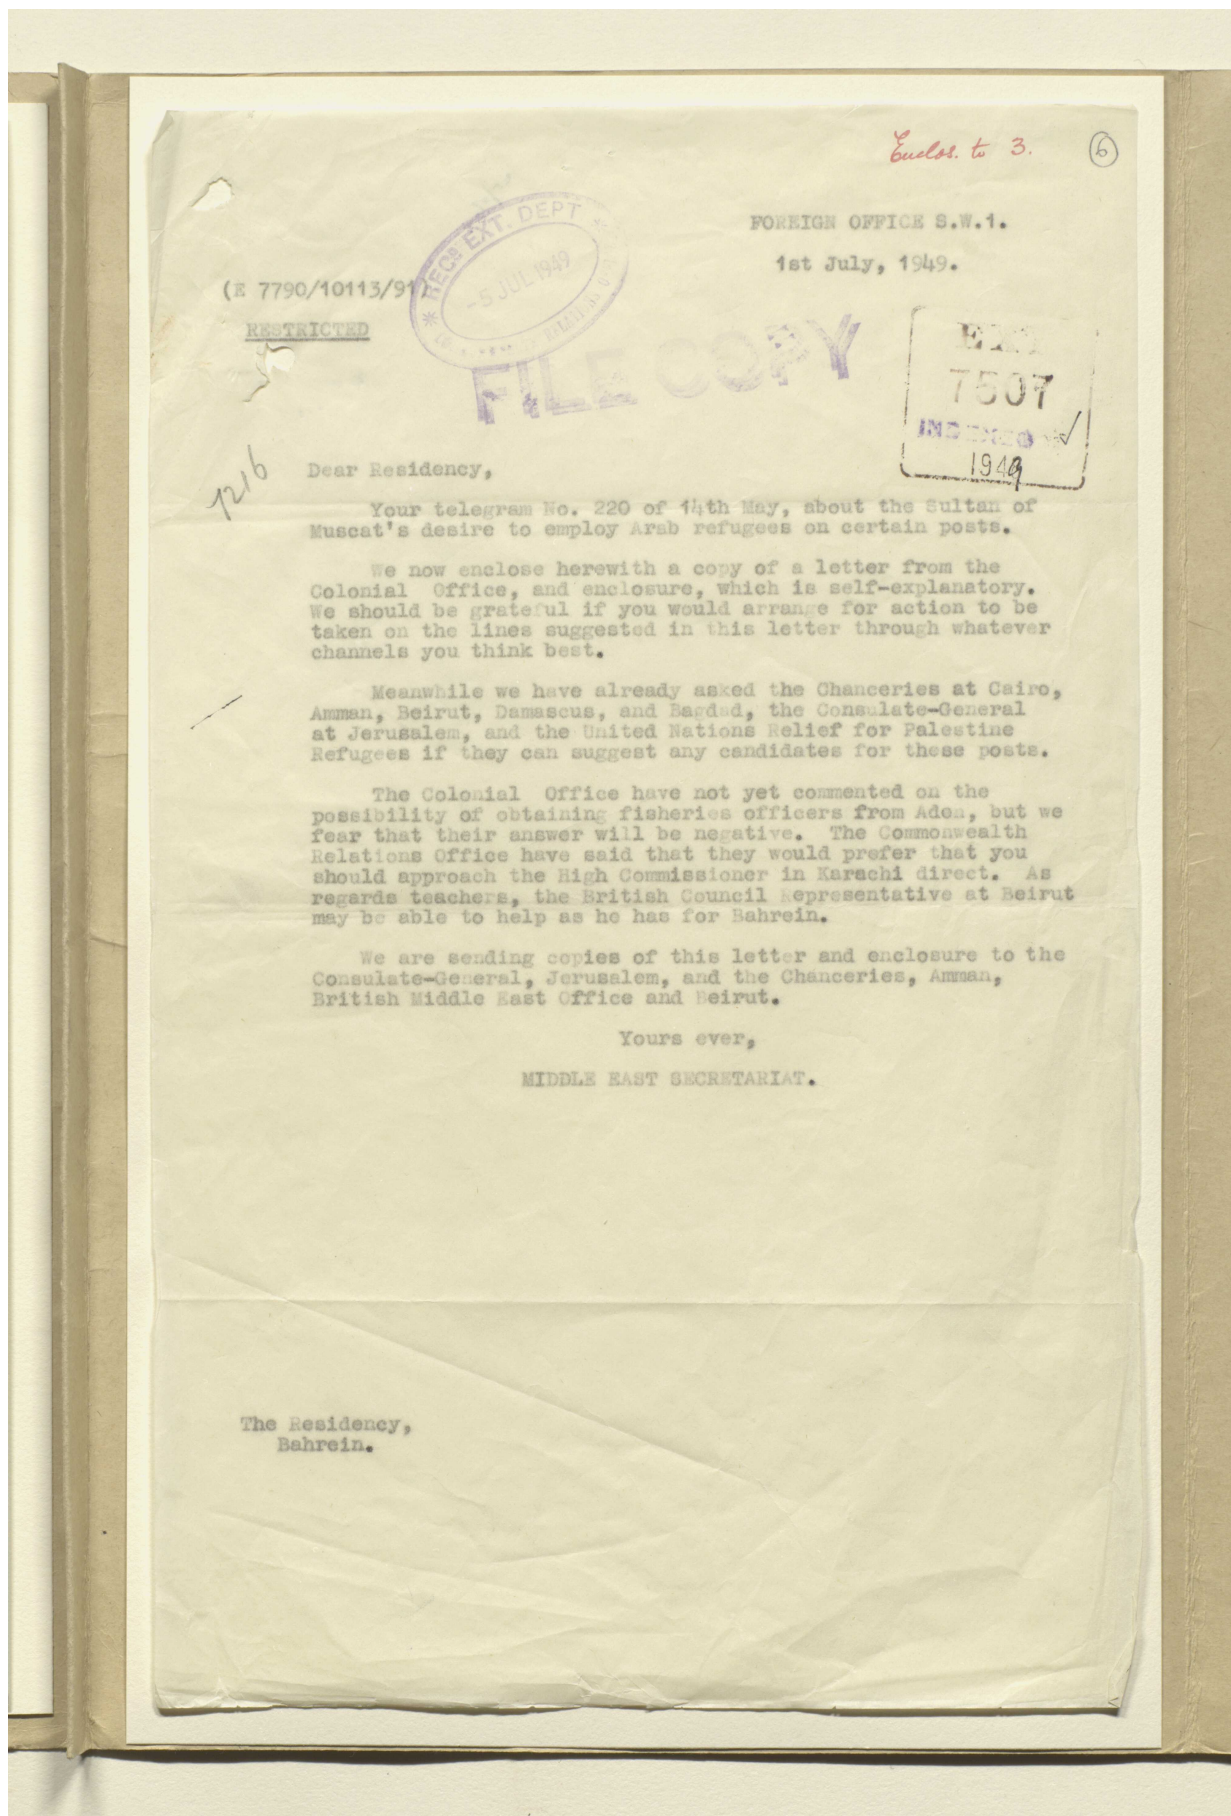 Enclos. to 3.
6
FOREIGN OFFICE S.W.1.
1st July, 1949.
* RECD EXT. DEPT *
-5 JUL 1949
(E 7790/10113/91
RESTRICTED
FILE COPY
EXT
7507
INDEXED
1949
1216
Dear Residency,
Your telegram No. 220 of 14th May, about the Sultan of
Muscat's desire to employ Arab refugees on certain posts.
We now enclose herewith a copy of a letter from the
Colonial Office, and enclosure, which is self-explanatory.
We should be grateful if you would arrange for action to be
taken on the lines suggested in this letter through whatever
channels you think best.
Meanwhile we have already asked the Chanceries at Cairo,
Amman, Beirut, Damascus, and Bagdad, the Consulate-General
at Jerusalem, and the United Nations Relief for Palestine
Refugees if they can suggest any candidates for these posts.
The Colonial Office have not yet commented on the
possibility of obtaining fisheries officers from Aden, but we
fear that their answer will be negative. The Commonwealth
Relations Office have said that they would prefer that you
should approach the High Commissioner in Karachi direct. As
regards teachers, the British Council Representative at Beirut
may be able to help as he has for Bahrein.
We are sending copies of this letter and enclosure to the
Consulate-General, Jerusalem, and the Chanceries, Amman,
British Middle East Office and Beirut.
Yours ever,
MIDDLE EAST SECRETARIAT.
The Residency,
Bahrein.